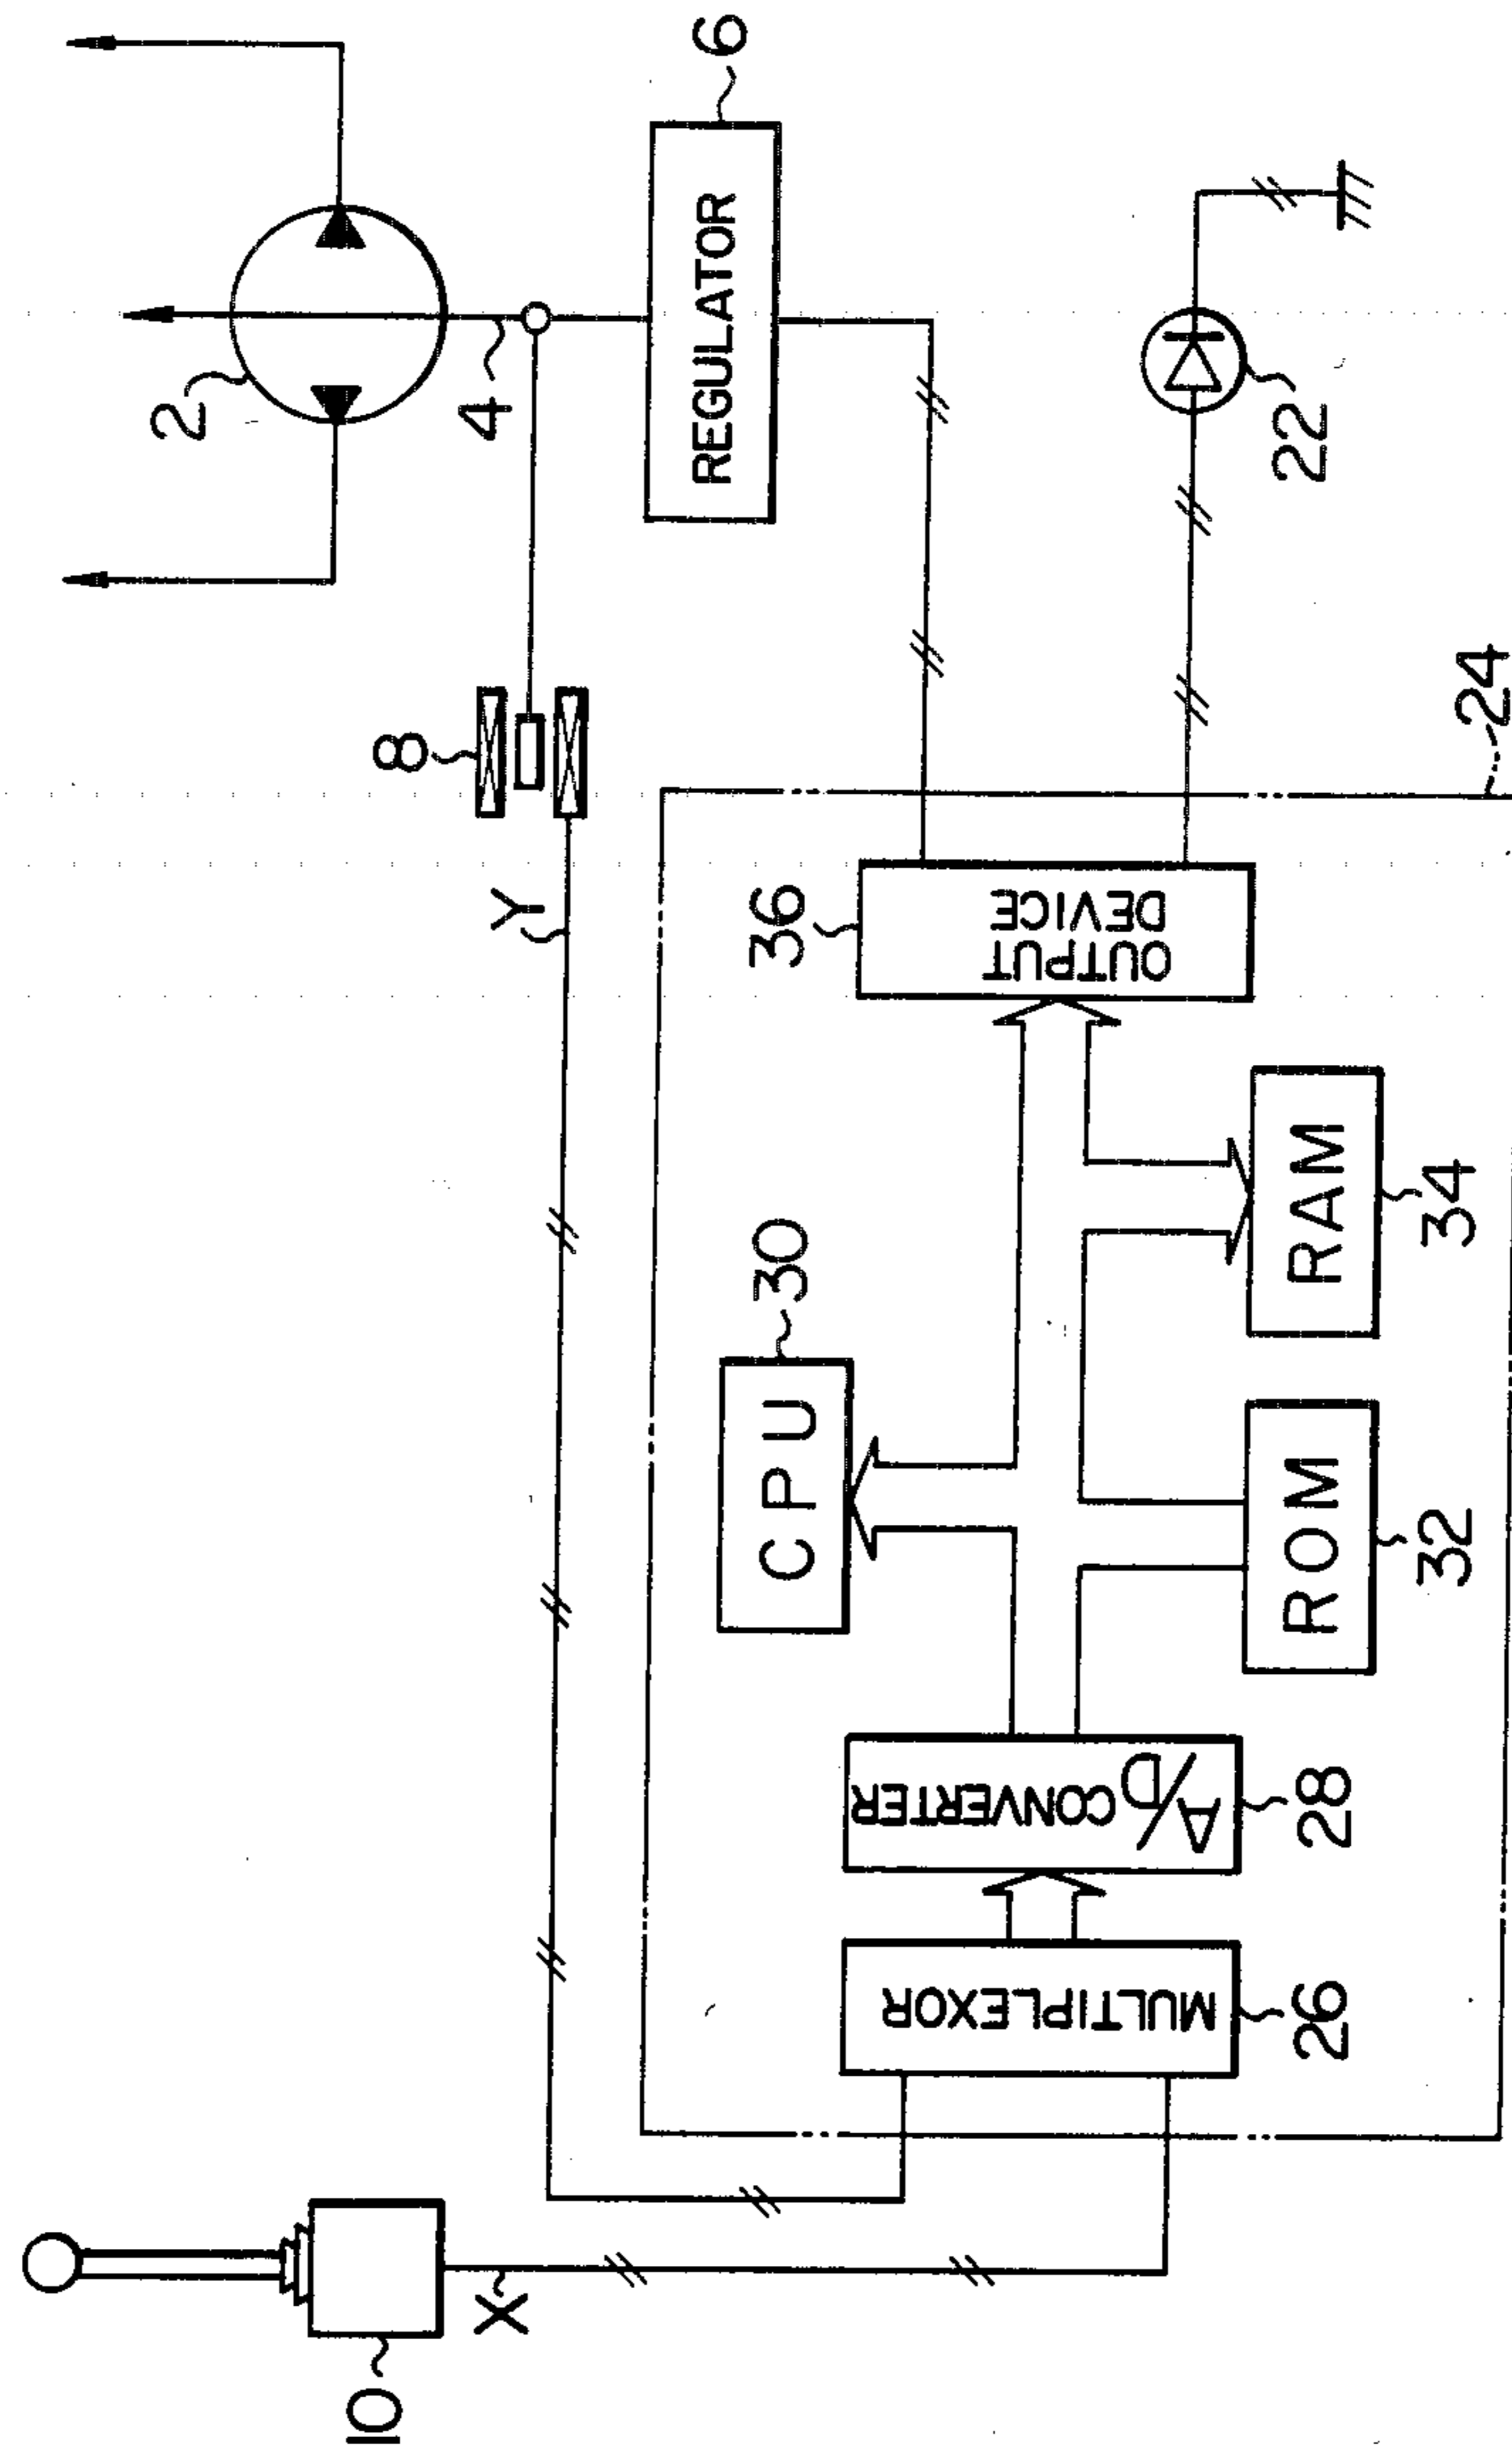 2
4
6
REGULATOR
8
Y
22
24
36
OUTPUT
DEVICE
30
CPU
RAM
34
ROM
32
A/D
CONVERTER
28
MULTIPLEXOR
26
10
X